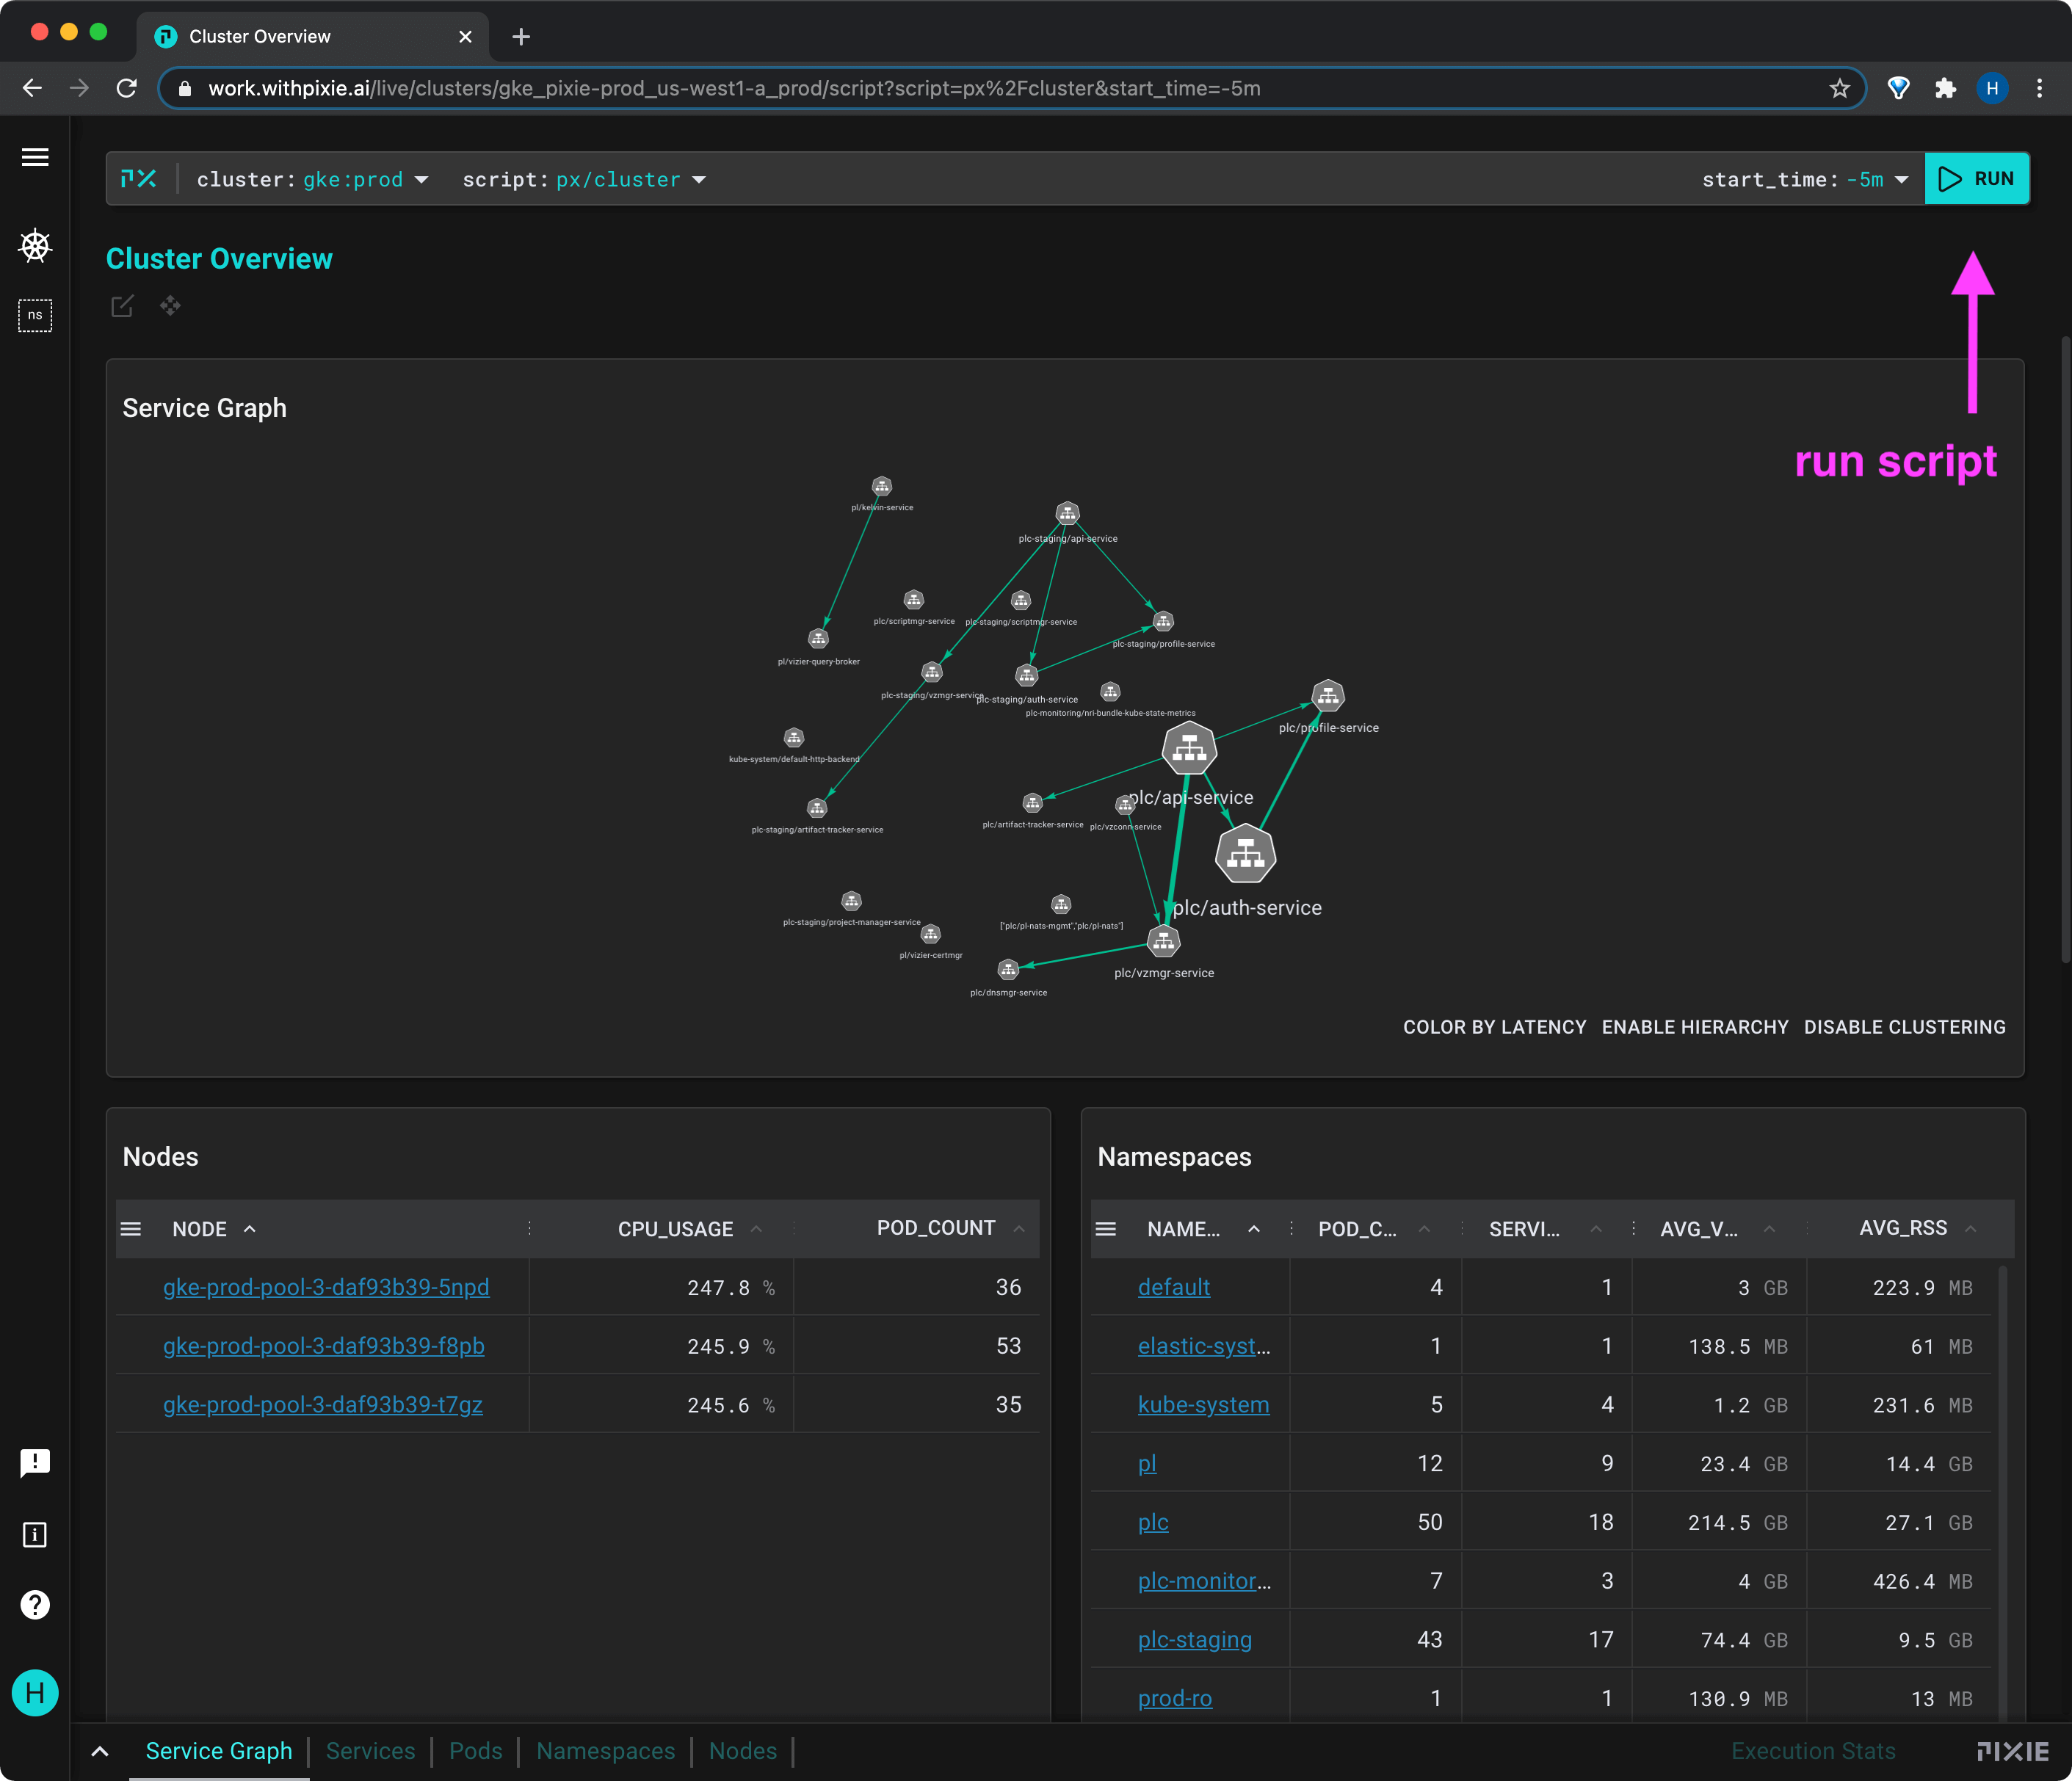 Cluster Overview
work.withpixie.ai/live/clusters/gke_pixie-prod_us-west1-a_prod/script?script=px%2Fcluster&start_time=-5m
H
cluster: gke:prod script: px/cluster start_time: -5m RUN
Cluster Overview
ns
run script
Service Graph
pl/kelvin-service
plc-staging/api-service
plc/scriptmgr-service
plc-staging/scriptmgr-service
plc-staging/profile-service
pl/vizier-query-broker
plc-staging/vzmgr-service
plc-staging/auth-service
plc-monitoring/nri-bundle-kube-state-metrics
plc/profile-service
kube-system/default-http-backend
plc/api-service
plc-staging/artifact-tracker-service
plc/artifact-tracker-service
plc/vzconn-service
plc/auth-service
plc-staging/project-manager-service
["plc/pl-nats-mgmt","plc/pl-nats"]
pl/vizier-certmgr
plc/vzmgr-service
plc/dnsmgr-service
COLOR BY LATENCY ENABLE HIERARCHY DISABLE CLUSTERING
Nodes
NODE CPU_USAGE POD_COUNT
gke-prod-pool-3-daf93b39-5npd 247.8 % 36
gke-prod-pool-3-daf93b39-f8pb 245.9 % 53
gke-prod-pool-3-daf93b39-t7gz 245.6 % 35
Namespaces
NAME... POD_C... SERVI... AVG_V... AVG_RSS
default 4 1 3 GB 223.9 MB
elastic-syst... 1 1 138.5 MB 61 MB
kube-system 5 4 1.2 GB 231.6 MB
pl 12 9 23.4 GB 14.4 GB
plc 50 18 214.5 GB 27.1 GB
plc-monitor... 7 3 4 GB 426.4 MB
plc-staging 43 17 74.4 GB 9.5 GB
prod-ro 1 1 130.9 MB 13 MB
H
Service Graph | Services | Pods | Namespaces | Nodes | Execution Stats PIXIE